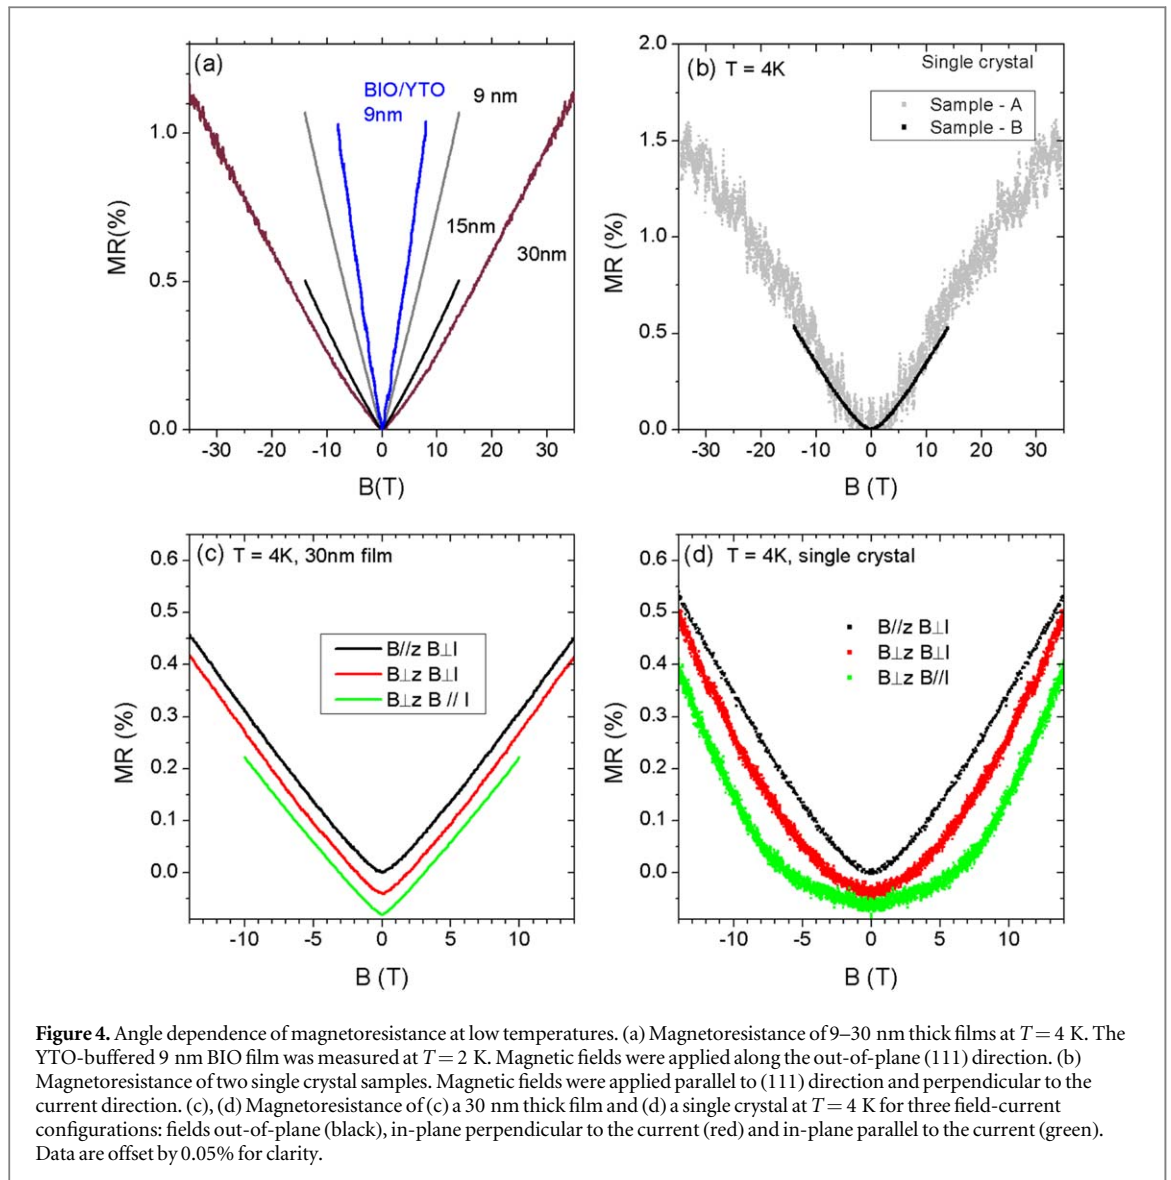 (a)
BIO/YTO
9nm
9 nm
15nm
30nm
MR(%)
1.0
0.5
0.0
-30 -20 -10 0 10 20 30
B(T)
(b) T = 4K
Single crystal
Sample - A
Sample - B
MR (%)
2.0
1.5
1.0
0.5
0.0
-30 -20 -10 0 10 20 30
B (T)
(c) T = 4K, 30nm film
B//z B⊥I
B⊥z B⊥I
B⊥z B // I
MR (%)
0.6
0.5
0.4
0.3
0.2
0.1
0.0
-10 -5 0 5 10
B (T)
(d) T = 4K, single crystal
B//z B⊥I
B⊥z B⊥I
B⊥z B//I
MR (%)
0.6
0.5
0.4
0.3
0.2
0.1
0.0
-10 -5 0 5 10
B (T)
Figure 4. Angle dependence of magnetoresistance at low temperatures. (a) Magnetoresistance of 9–30 nm thick films at T = 4 K. The
YTO-buffered 9 nm BIO film was measured at T = 2 K. Magnetic fields were applied along the out-of-plane (111) direction. (b)
Magnetoresistance of two single crystal samples. Magnetic fields were applied parallel to (111) direction and perpendicular to the
current direction. (c), (d) Magnetoresistance of (c) a 30 nm thick film and (d) a single crystal at T = 4 K for three field-current
configurations: fields out-of-plane (black), in-plane perpendicular to the current (red) and in-plane parallel to the current (green).
Data are offset by 0.05% for clarity.